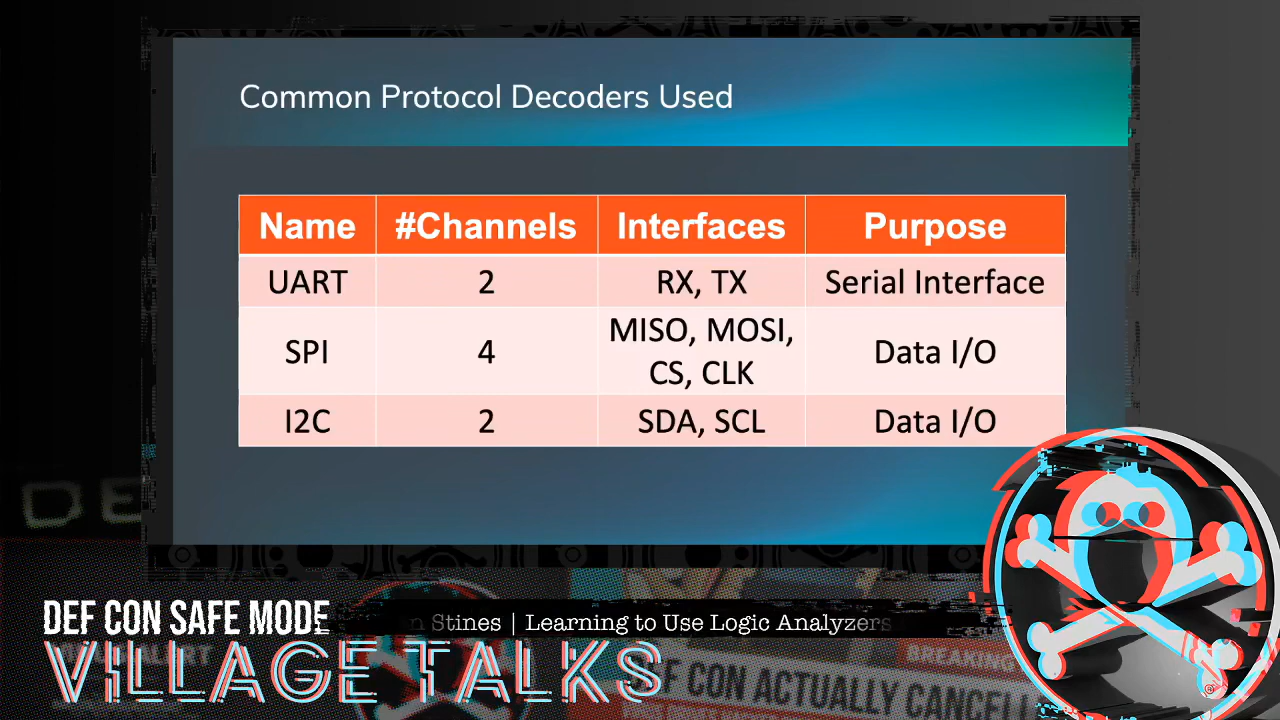 Common Protocol Decoders Used
Name #Channels Interfaces Purpose
UART 2 RX, TX Serial Interface
SPI 4 MISO, MOSI, CS, CLK Data I/O
I2C 2 SDA, SCL Data I/O
DEF CON SAFE MODE
Stines | Learning to Use Logic Analyzers
VILLAGE TALKS
BREAKING
DEF CON ACTUALLY